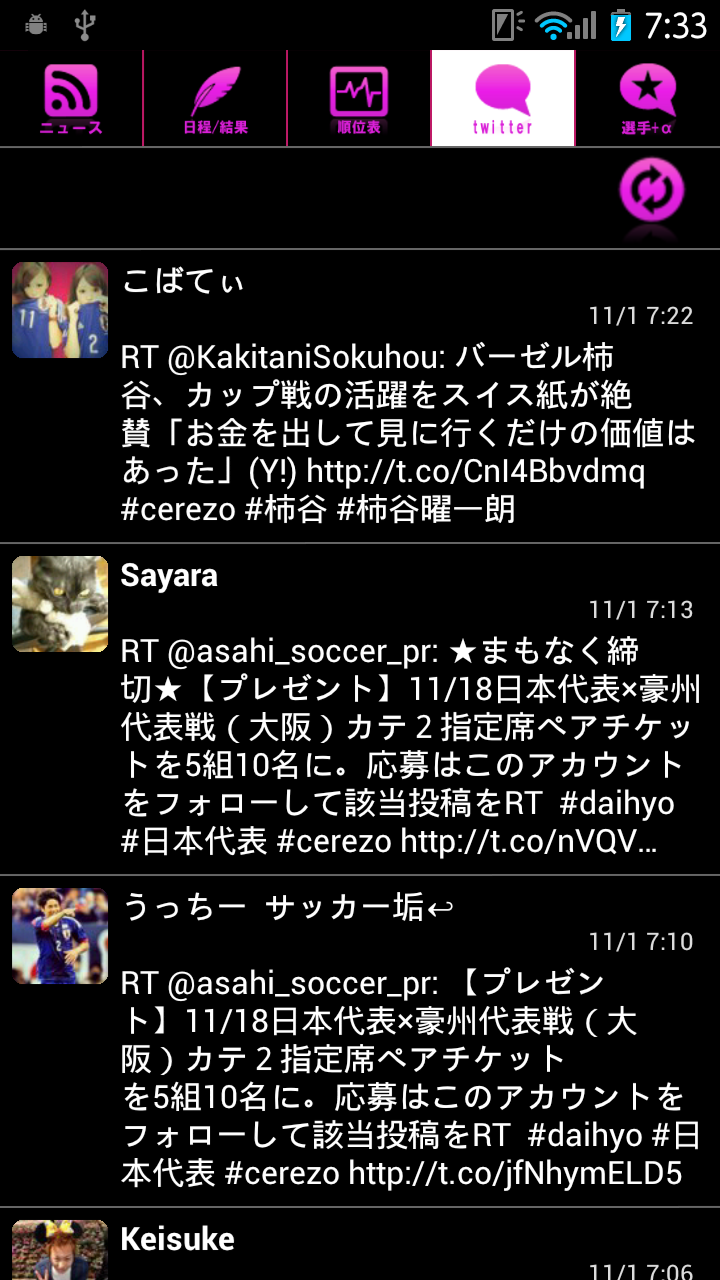 7:33
ニュース
日程/結果
順位表
twitter
選手+α
こばてぃ
11/1 7:22
RT @KakitaniSokuhou: バーゼル柿
谷、カップ戦の活躍をスイス紙が絶
賛「お金を出して見に行くだけの価値は
あった」(Y!) http://t.co/CnI4Bbvdmq
#cerezo #柿谷 #柿谷曜一朗
Sayara
11/1 7:13
RT @asahi_soccer_pr: ★まもなく締
切★【プレゼント】11/18日本代表×豪州
代表戦（大阪）カテ２指定席ペアチケッ
トを5組10名に。応募はこのアカウント
をフォローして該当投稿をRT #daihyo
#日本代表 #cerezo http://t.co/nVQV…
うっちー サッカー垢↩
11/1 7:10
RT @asahi_soccer_pr: 【プレゼン
ト】11/18日本代表×豪州代表戦（大
阪）カテ２指定席ペアチケット
を5組10名に。応募はこのアカウントを
フォローして該当投稿をRT #daihyo #日
本代表 #cerezo http://t.co/jfNhymELD5
Keisuke
11/1 7:06